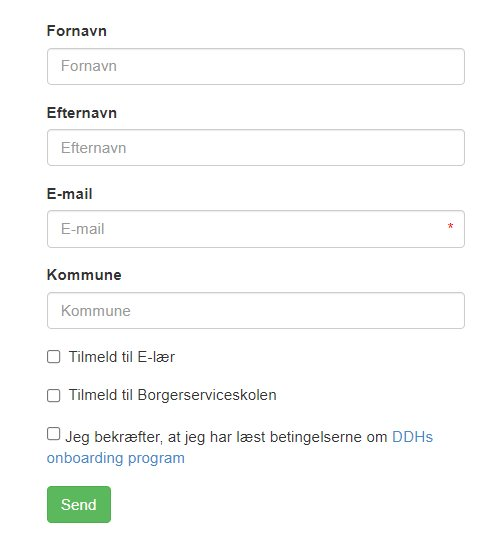 Fornavn
Fornavn
Efternavn
Efternavn
E-mail
E-mail *
Kommune
Kommune
Tilmeld til E-lær
Tilmeld til Borgerserviceskolen
Jeg bekræfter, at jeg har læst betingelserne om DDHs
onboarding program
Send